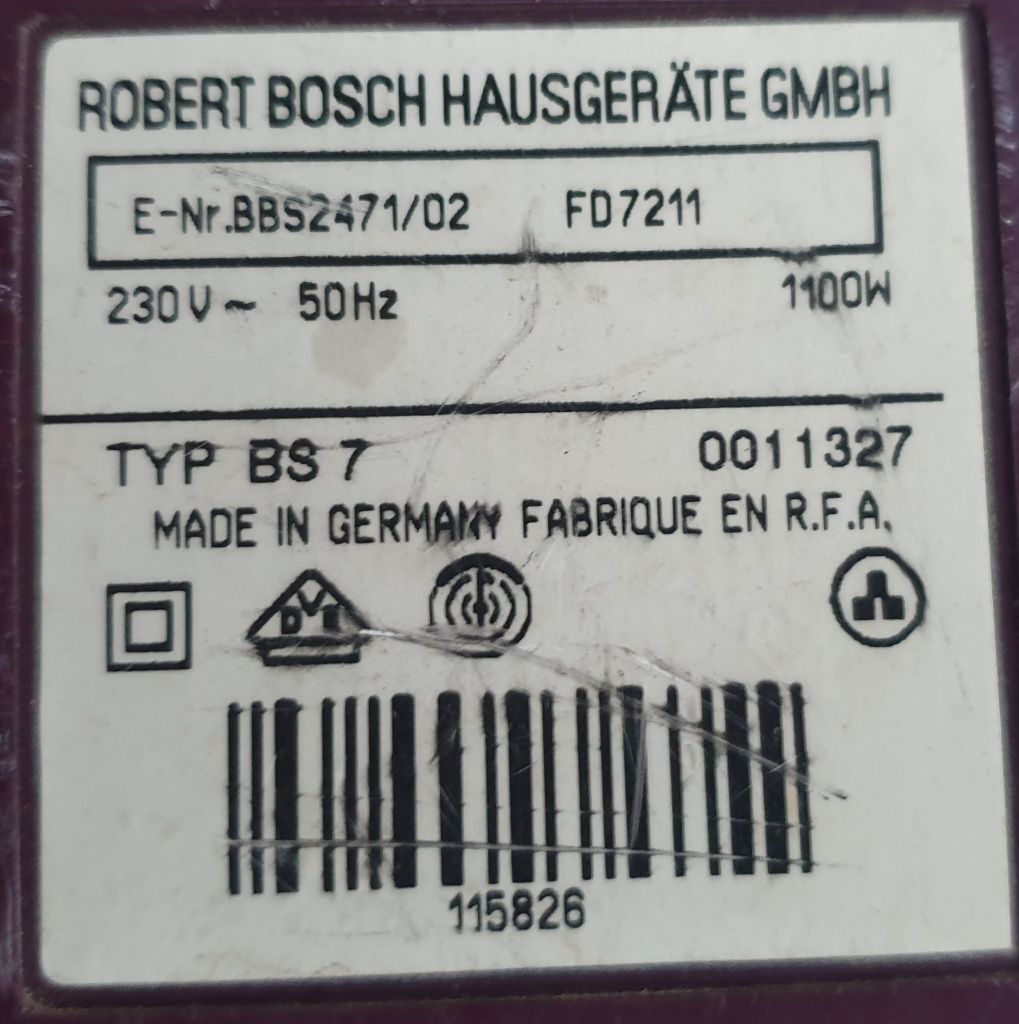 ROBERT BOSCH HAUSGERÄTE GMBH
E-Nr.BBS2471/02 FD7211
230V~ 50Hz 1100W
TYP BS 7 0011327
MADE IN GERMANY FABRIQUE EN R.F.A.
DVE
115826